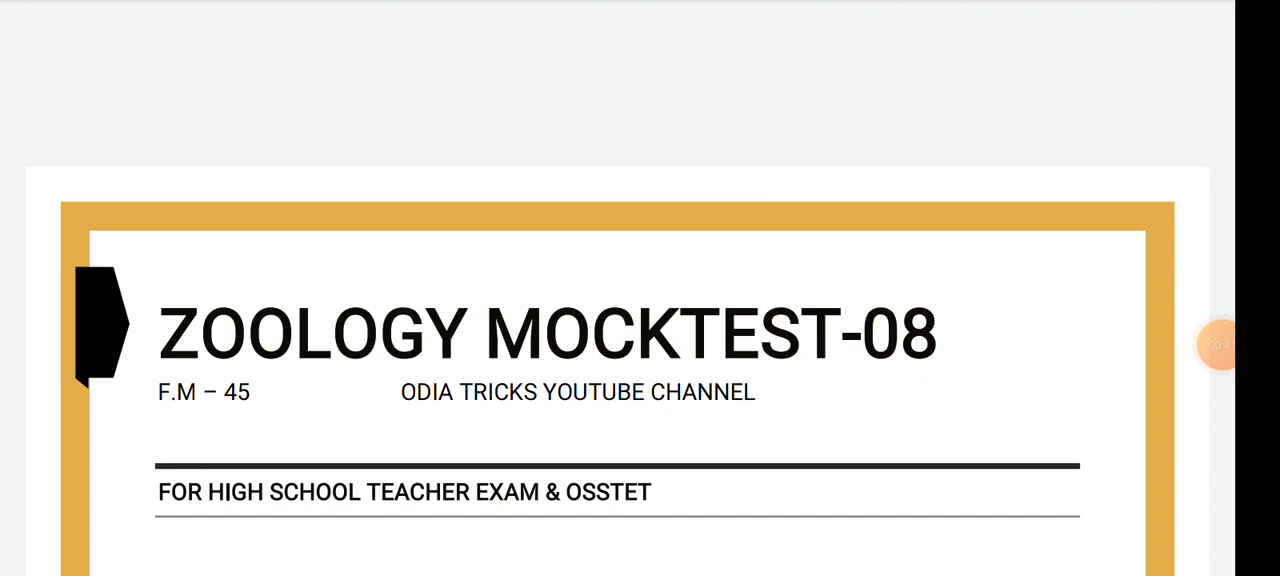 ZOOLOGY MOCKTEST-08
F.M – 45 ODIA TRICKS YOUTUBE CHANNEL
FOR HIGH SCHOOL TEACHER EXAM & OSSTET